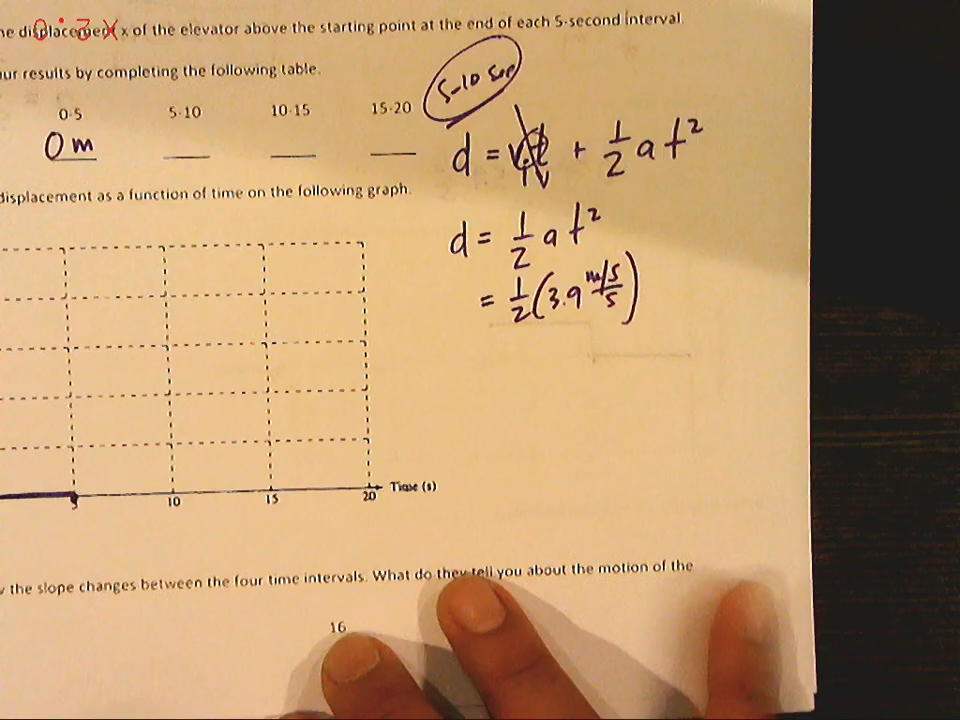 0.3x
he displacement x of the elevator above the starting point at the end of each 5-second interval.
ur results by completing the following table.
0-5 5-10 10-15 15-20
0 m
displacement as a function of time on the following graph.
5 10 15 20 Time (s)
the slope changes between the four time intervals. What do they tell you about the motion of the
16
5-10 sec
d = Vit + 1/2 a t²
d = 1/2 a t²
= 1/2 (3.9 m/s/s)